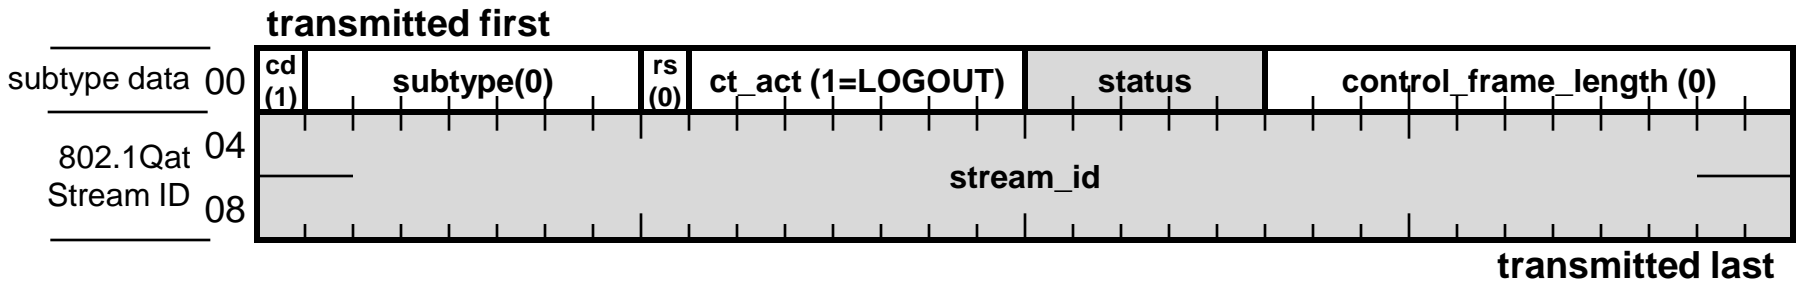 transmitted first
subtype data 00 cd (1) subtype(0) rs (0) ct_act (1=LOGOUT) status control_frame_length (0)
802.1Qat Stream ID 04 08 stream_id
transmitted last